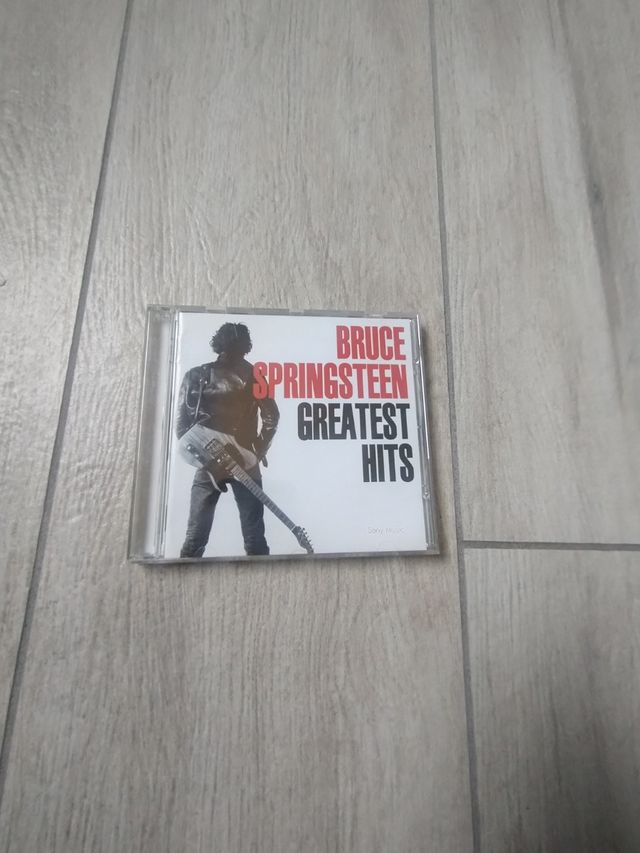 BRUCE
SPRINGSTEEN
GREATEST
HITS
Sony Music